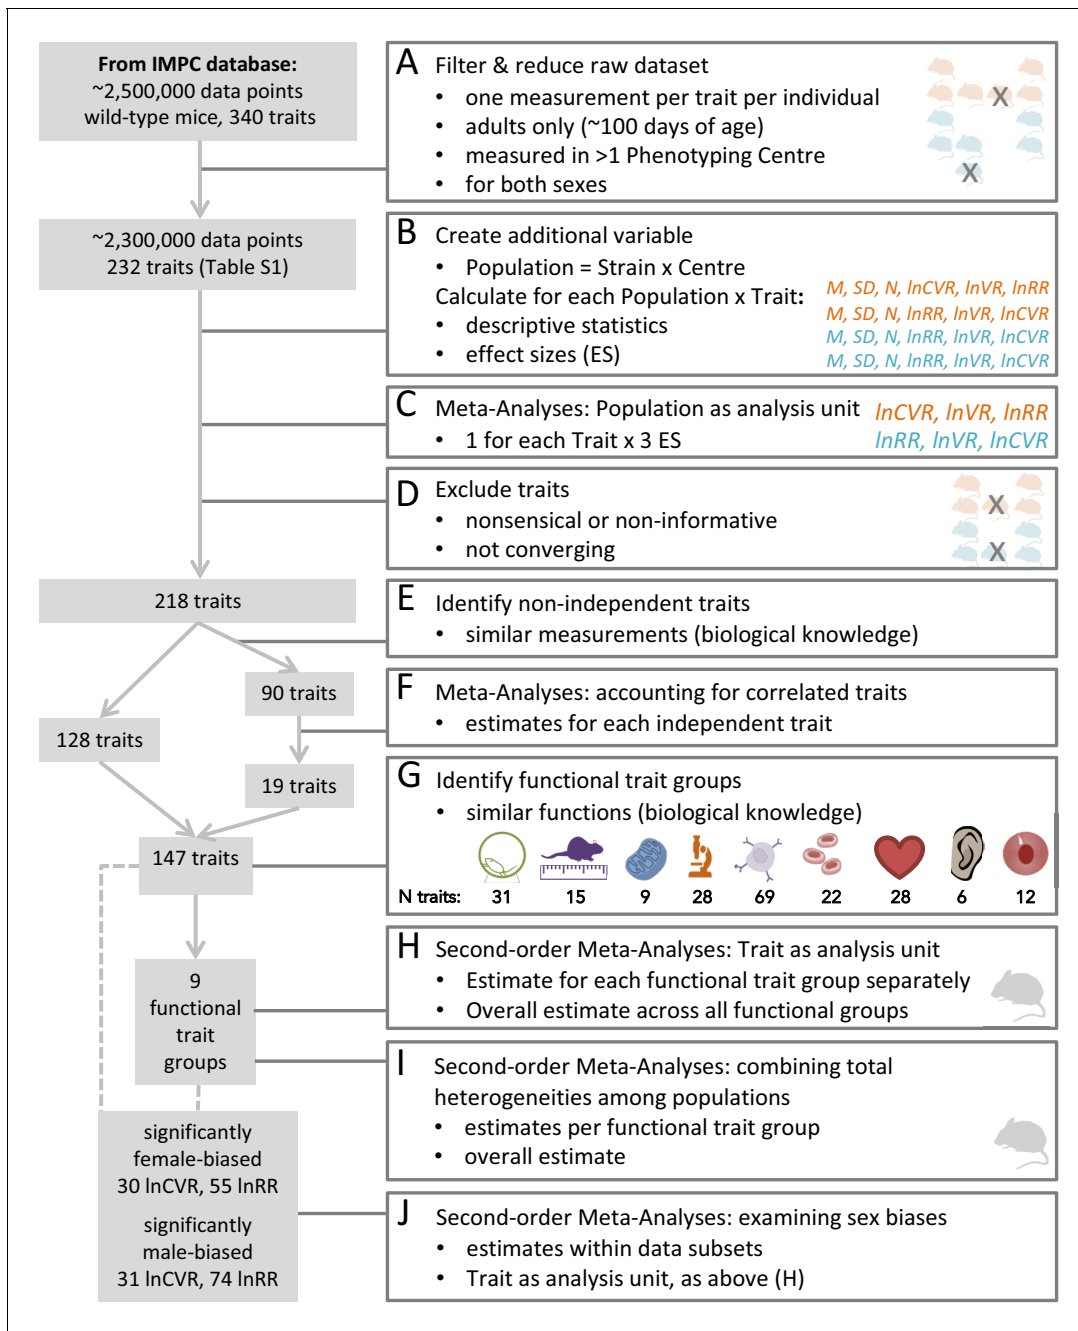 From IMPC database:
~2,500,000 data points
wild-type mice, 340 traits
A Filter & reduce raw dataset
• one measurement per trait per individual
• adults only (~100 days of age)
• measured in >1 Phenotyping Centre
• for both sexes
X
X
~2,300,000 data points
232 traits (Table S1)
B Create additional variable
• Population = Strain x Centre
Calculate for each Population x Trait:
• descriptive statistics
• effect sizes (ES)
M, SD, N, lnCVR, lnVR, lnRR
M, SD, N, lnRR, lnVR, lnCVR
M, SD, N, lnRR, lnVR, lnCVR
M, SD, N, lnRR, lnVR, lnCVR
C Meta-Analyses: Population as analysis unit
• 1 for each Trait x 3 ES
lnCVR, lnVR, lnRR
lnRR, lnVR, lnCVR
D Exclude traits
• nonsensical or non-informative
• not converging
X
X
218 traits
E Identify non-independent traits
• similar measurements (biological knowledge)
90 traits
128 traits
F Meta-Analyses: accounting for correlated traits
• estimates for each independent trait
19 traits
147 traits
G Identify functional trait groups
• similar functions (biological knowledge)
N traits: 31 15 9 28 69 22 28 6 12
9
functional
trait
groups
H Second-order Meta-Analyses: Trait as analysis unit
• Estimate for each functional trait group separately
• Overall estimate across all functional groups
I Second-order Meta-Analyses: combining total
heterogeneities among populations
• estimates per functional trait group
• overall estimate
significantly
female-biased
30 lnCVR, 55 lnRR
significantly
male-biased
31 lnCVR, 74 lnRR
J Second-order Meta-Analyses: examining sex biases
• estimates within data subsets
• Trait as analysis unit, as above (H)